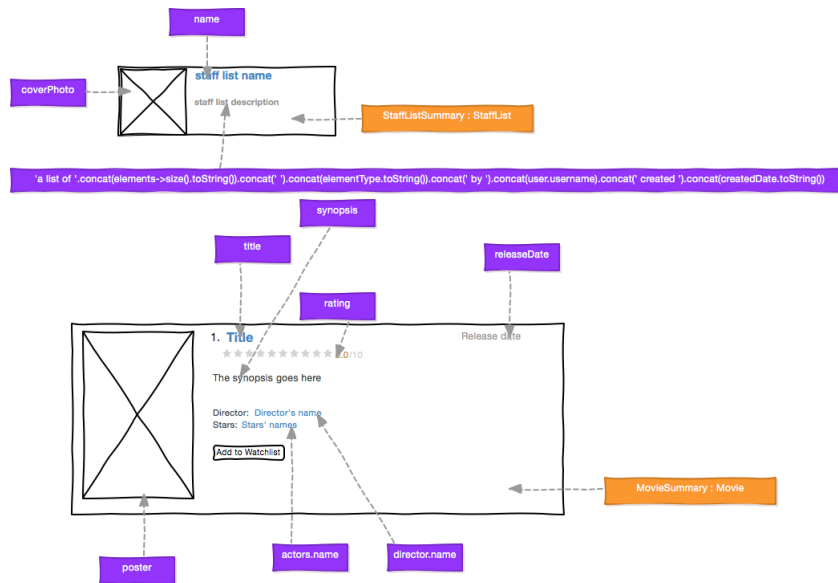 name
staff list name
coverPhoto
staff list description
StaffListSummary : StaffList
'a list of '.concat(elements->size().toString()).concat(' ').concat(elementType.toString()).concat(' by ').concat(user.username).concat(' created ').concat(createdDate.toString())
synopsis
title
releaseDate
rating
1. Title
Release date
.0/10
The synopsis goes here
Director: Director's name
Stars: Stars' names
Add to Watchlist
MovieSummary : Movie
actors.name
director.name
poster